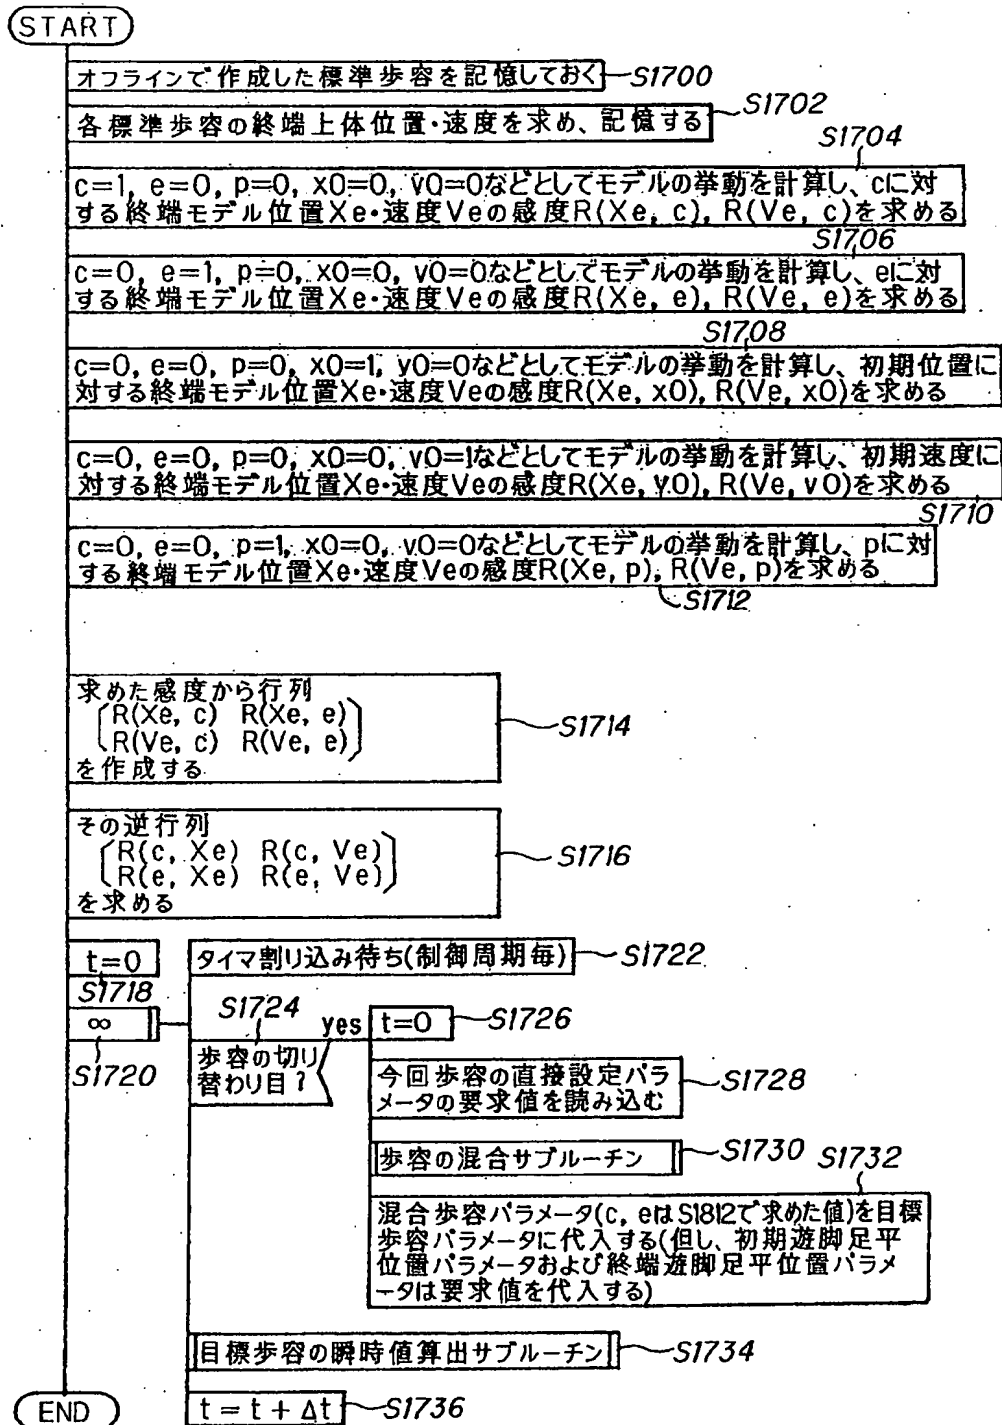 START
オフラインで作成した標準歩容を記憶しておく
S1700
S1702
各標準歩容の終端上体位置・速度を求め、記憶する
S1704
c=1, e=0, p=0, x0=0, v0=0などとしてモデルの挙動を計算し、cに対
する終端モデル位置Xe・速度Veの感度R(Xe, c), R(Ve, c)を求める
S1706
c=0, e=1, p=0, x0=0, v0=0などとしてモデルの挙動を計算し、eに対
する終端モデル位置Xe・速度Veの感度R(Xe, e), R(Ve, e)を求める
S1708
c=0, e=0, p=0, x0=1, v0=0などとしてモデルの挙動を計算し、初期位置に
対する終端モデル位置Xe・速度Veの感度R(Xe, x0), R(Ve, x0)を求める
c=0, e=0, p=0, x0=0, v0=1などとしてモデルの挙動を計算し、初期速度に
対する終端モデル位置Xe・速度Veの感度R(Xe, v0), R(Ve, v0)を求める
S1710
c=0, e=0, p=1, x0=0, v0=0などとしてモデルの挙動を計算し、pに対
する終端モデル位置Xe・速度Veの感度R(Xe, p), R(Ve, p)を求める
S1712
求めた感度から行列
R(Xe, c) R(Xe, e)
R(Ve, c) R(Ve, e)
を作成する
S1714
その逆行列
R(c, Xe) R(c, Ve)
R(e, Xe) R(e, Ve)
を求める
S1716
t=0
S1718
タイマ割り込み待ち(制御周期毎)
S1722
∞
S1720
S1724
歩容の切り
替わり目?
yes
t=0
S1726
今回歩容の直接設定パラ
メータの要求値を読み込む
S1728
歩容の混合サブルーチン
S1730
S1732
混合歩容パラメータ(c, eはS1812で求めた値)を目標
歩容パラメータに代入する(但し、初期遊脚足平
位置パラメータおよび終端遊脚足平位置パラメ
ータは要求値を代入する)
目標歩容の瞬時値算出サブルーチン
S1734
t=t+Δt
S1736
END